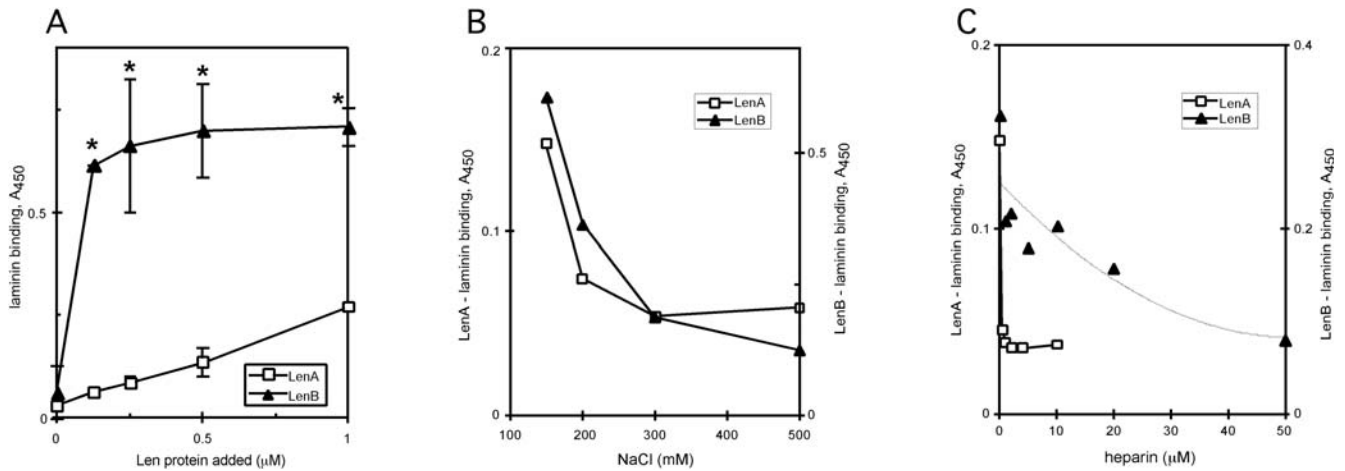 A
laminin binding, A450
0.5
0
*
*
*
*
LenA
LenB
0
0.5
1
Len protein added (μM)
B
LenA - laminin binding, A450
0.2
0.1
0
LenA
LenB
0.5
0
LenB - laminin binding, A450
100
200
300
400
500
NaCl (mM)
C
LenA - laminin binding, A450
0.2
0.1
0
LenA
LenB
0.4
0.2
0
LenB - laminin binding, A450
0
10
20
30
40
50
heparin (μM)